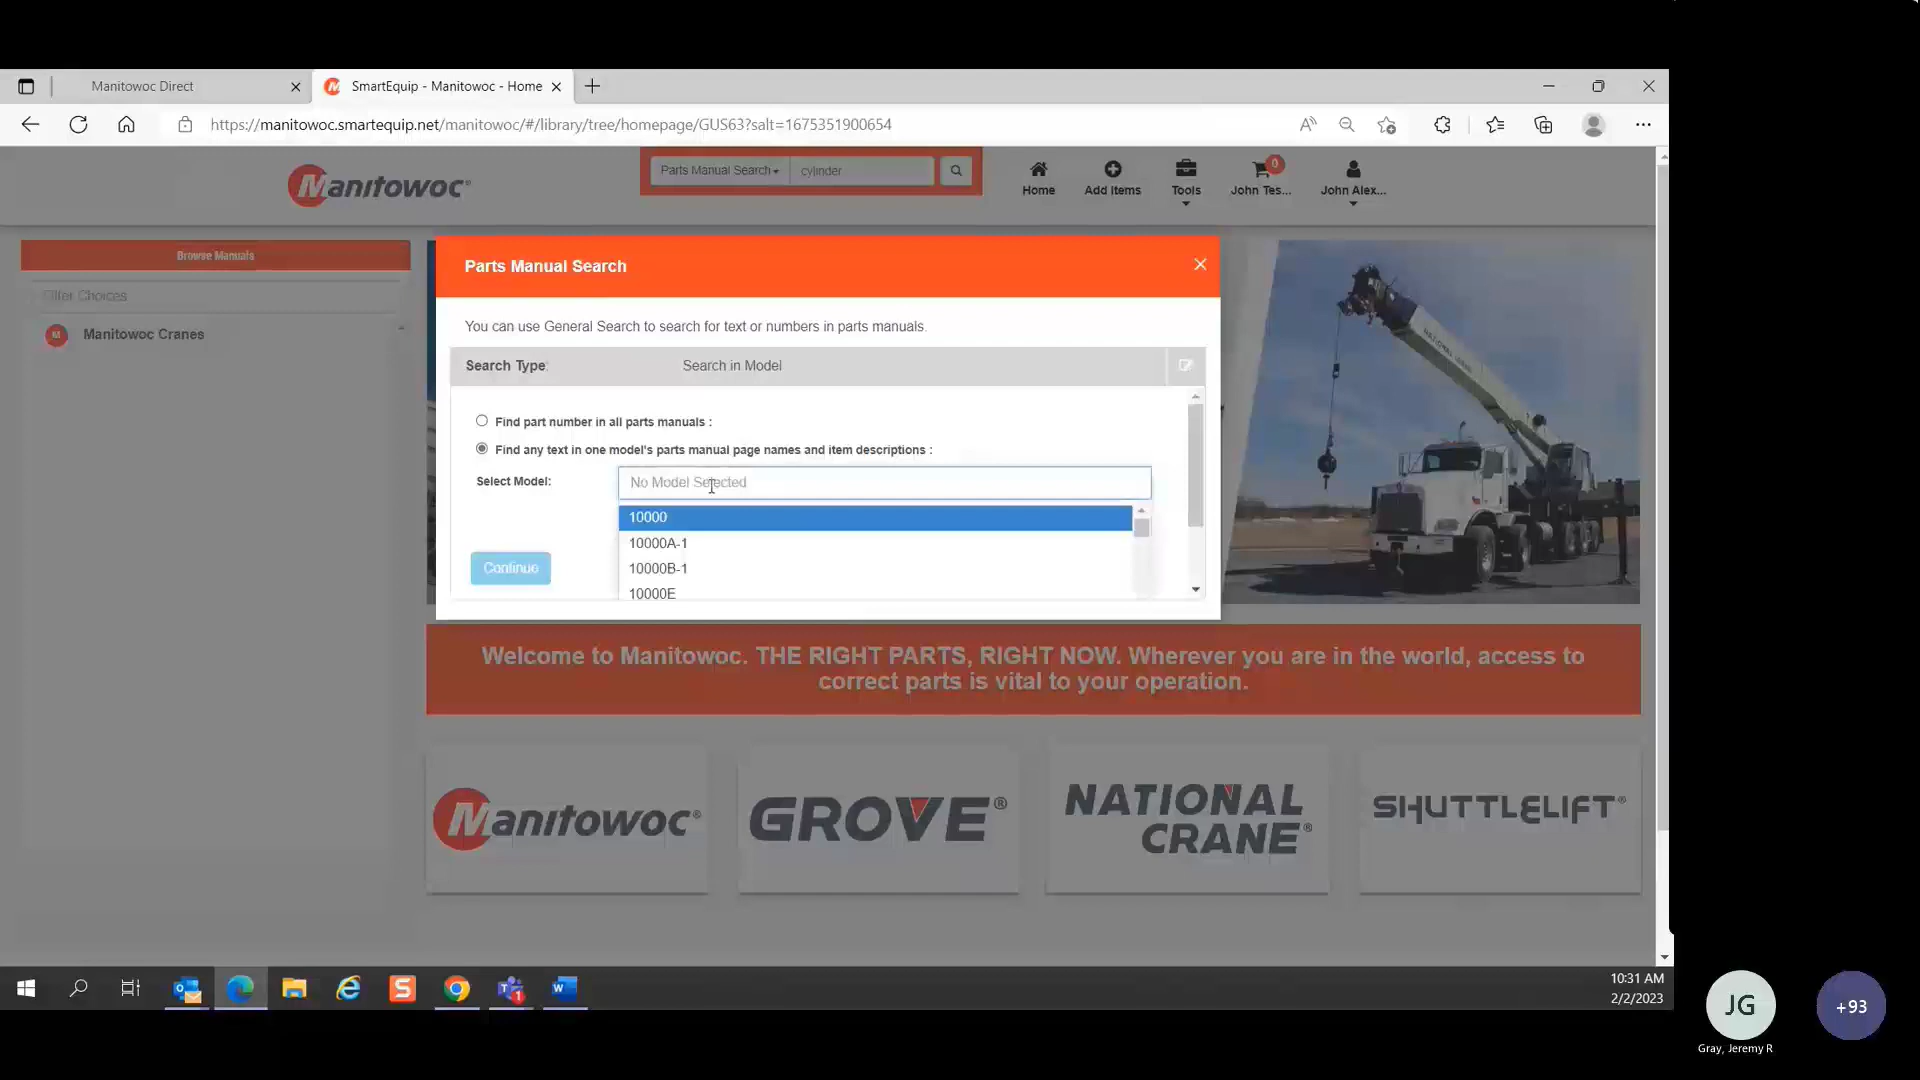 Manitowoc Direct
SmartEquip - Manitowoc - Home
https://manitowoc.smartequip.net/manitowoc/#/library/tree/homepage/GUS63?salt=1675351900654
Manitowoc®
Parts Manual Search
cylinder
Home
Add Items
Tools
0
John Tes...
John Alex...
Browse Manuals
Filter Choices
Manitowoc Cranes
Parts Manual Search
You can use General Search to search for text or numbers in parts manuals.
Search Type:
Search in Model
Find part number in all parts manuals :
Find any text in one model's parts manual page names and item descriptions :
Select Model:
No Model Selected
10000
10000A-1
10000B-1
10000E
Continue
NATIONAL CRANE
Welcome to Manitowoc. THE RIGHT PARTS, RIGHT NOW. Wherever you are in the world, access to
correct parts is vital to your operation.
Manitowoc®
GROVE®
NATIONAL
CRANE®
SHUTTLELIFT®
10:31 AM
2/2/2023
JG
Gray, Jeremy R
+93